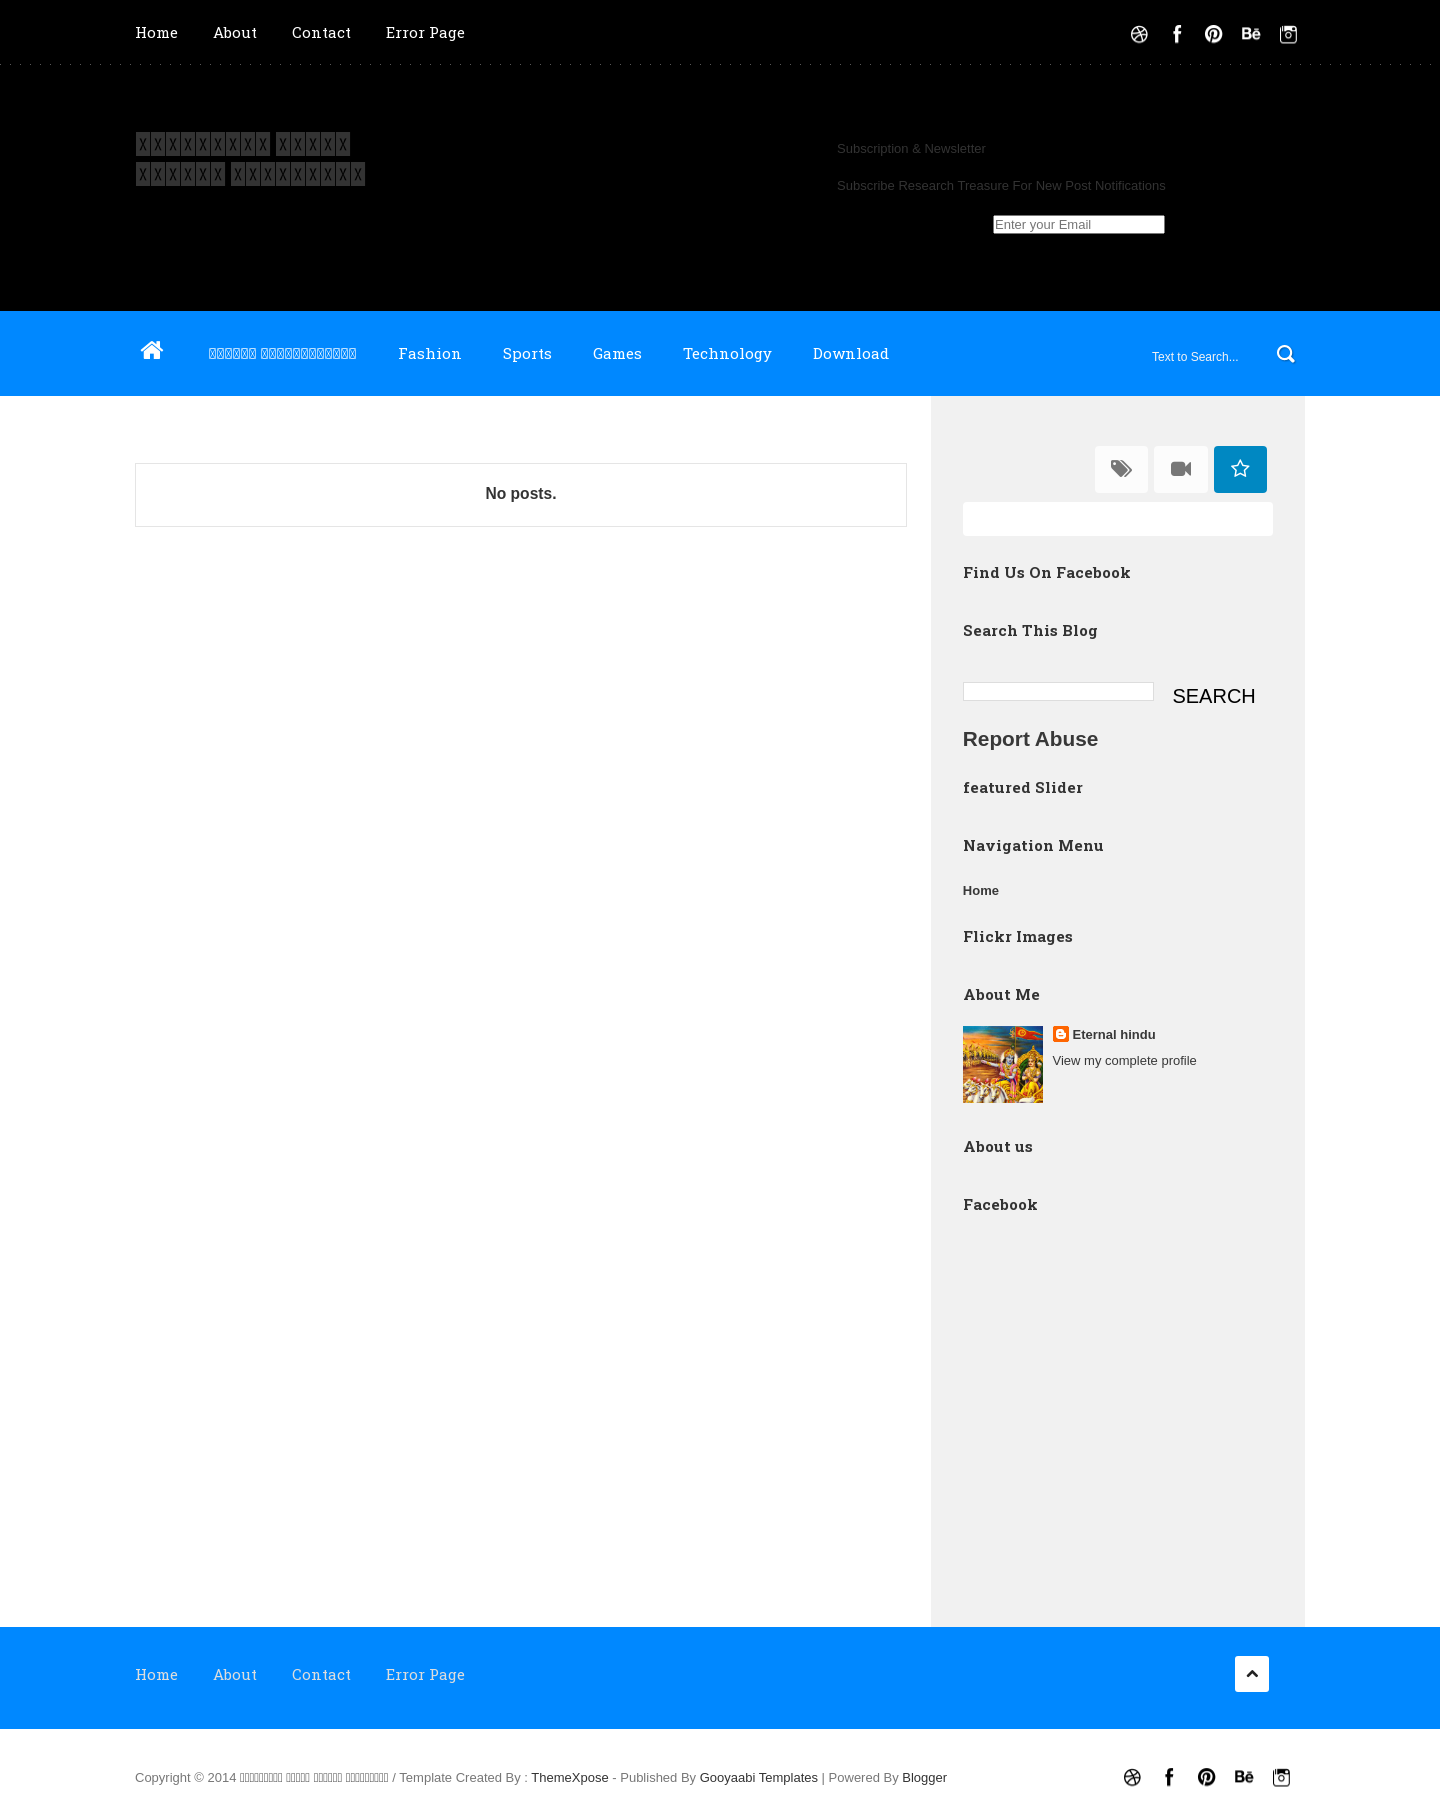 Home About Contact Error Page
Subscription & Newsletter
Subscribe Research Treasure For New Post Notifications
Enter your Email
Fashion Sports Games Technology Download Text to Search...
No posts.
Find Us On Facebook
Search This Blog
SEARCH
Report Abuse
featured Slider
Navigation Menu
Home
Flickr Images
About Me
Eternal hindu
View my complete profile
About us
Facebook
Home About Contact Error Page
Copyright © 2014 / Template Created By : ThemeXpose - Published By Gooyaabi Templates | Powered By Blogger